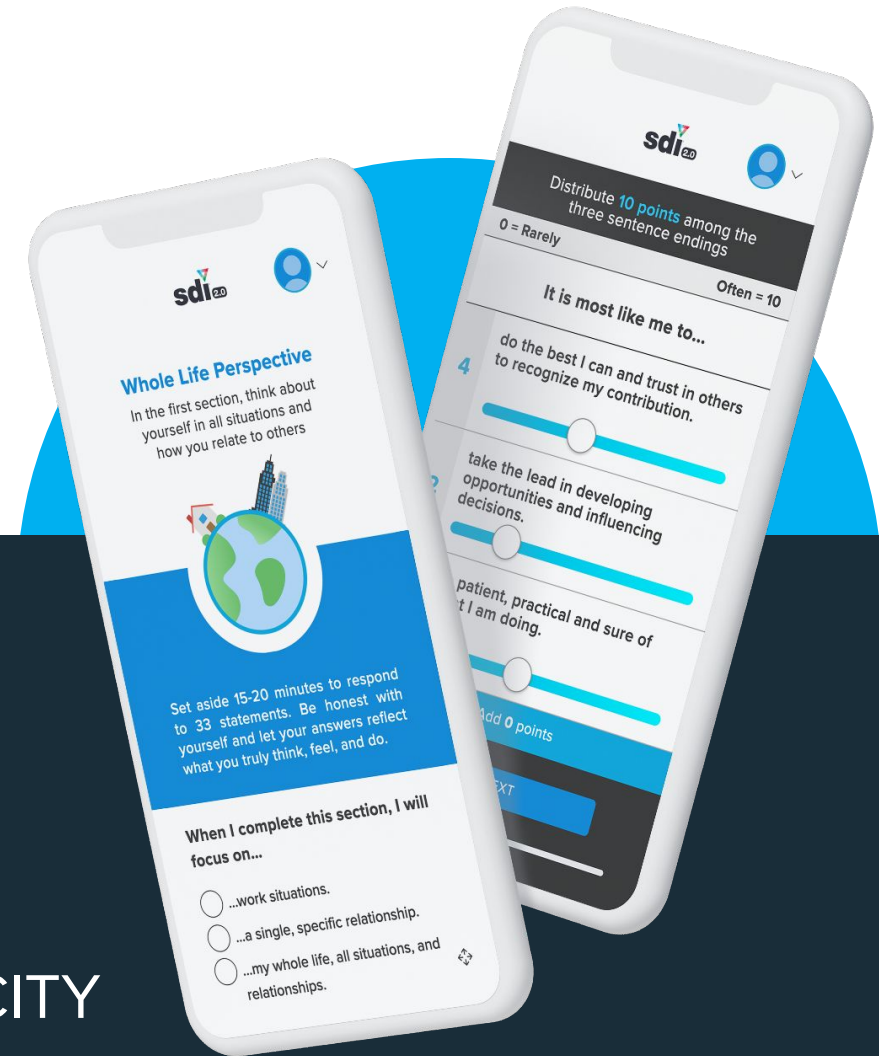 sdi 2.0
Whole Life Perspective
In the first section, think about
yourself in all situations and
how you relate to others
Set aside 15-20 minutes to respond
to 33 statements. Be honest with
yourself and let your answers reflect
what you truly think, feel, and do.
When I complete this section, I will
focus on...
...work situations.
...a single, specific relationship.
...my whole life, all situations, and
relationships.
sdi 2.0
Distribute 10 points among the
three sentence endings
0 = Rarely
Often = 10
It is most like me to...
4
do the best I can and trust in others
to recognize my contribution.
take the lead in developing
opportunities and influencing
decisions.
patient, practical and sure of
I am doing.
Add 0 points